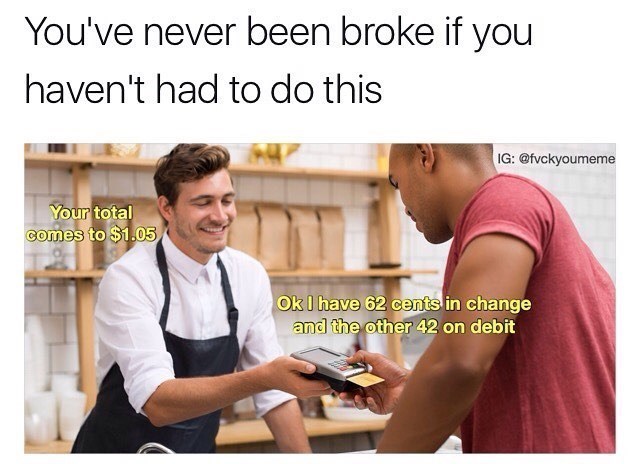 You've never been broke if you
haven't had to do this
IG: @fvckyoumeme
Your total
comes to $1.05
Ok I have 62 cents in change
and the other 42 on debit